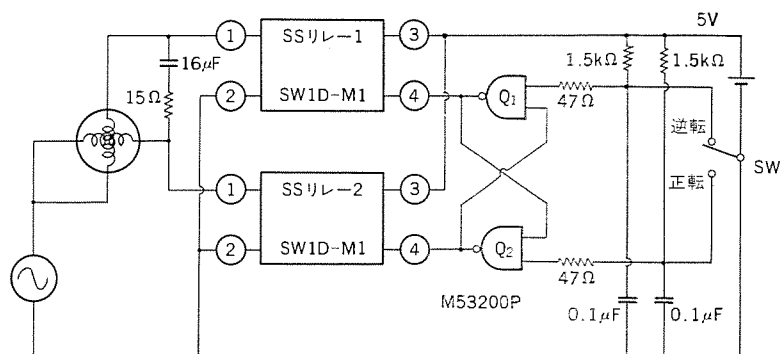 5V
① SSリレー1 ③
1.5kΩ 1.5kΩ
16μF
15Ω
② SW1D-M1 ④
Q₁
47Ω
逆転
SW
正転
① SSリレー2 ③
② SW1D-M1 ④
Q₂
47Ω
M53200P
0.1μF 0.1μF